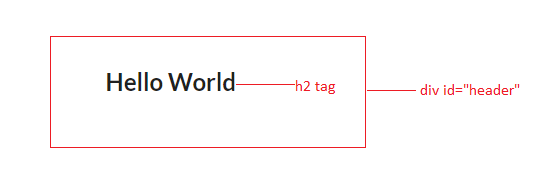 Hello World
h2 tag
div id="header"